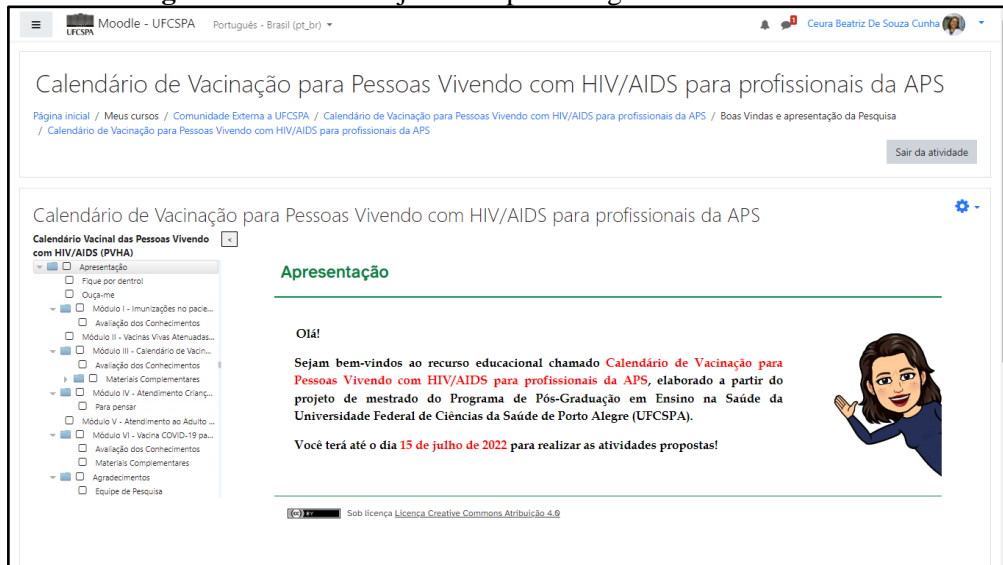 Moodle - UFCSPA Português - Brasil (pt_br) 1 Ceura Beatriz De Souza Cunha
UFCSPA
Calendário de Vacinação para Pessoas Vivendo com HIV/AIDS para profissionais da APS
Página inicial / Meus cursos / Comunidade Externa a UFCSPA / Calendário de Vacinação para Pessoas Vivendo com HIV/AIDS para profissionais da APS / Boas Vindas e apresentação da Pesquisa
/ Calendário de Vacinação para Pessoas Vivendo com HIV/AIDS para profissionais da APS
Sair da atividade
Calendário de Vacinação para Pessoas Vivendo com HIV/AIDS para profissionais da APS
Calendário Vacinal das Pessoas Vivendo <
com HIV/AIDS (PVHA)
Apresentação
Fique por dentro!
Ouça-me
Módulo I - Imunizações no pacie...
Avaliação dos Conhecimentos
Módulo II - Vacinas Vivas Atenuadas...
Módulo III - Calendário de Vacin...
Avaliação dos Conhecimentos
Materiais Complementares
Módulo IV - Atendimento Crianç...
Para pensar
Módulo V - Atendimento ao Adulto ...
Módulo VI - Vacina COVID-19 pa...
Avaliação dos Conhecimentos
Materiais Complementares
Agradecimentos
Equipe de Pesquisa
Apresentação
Olá!
Sejam bem-vindos ao recurso educacional chamado Calendário de Vacinação para
Pessoas Vivendo com HIV/AIDS para profissionais da APS, elaborado a partir do
projeto de mestrado do Programa de Pós-Graduação em Ensino na Saúde da
Universidade Federal de Ciências da Saúde de Porto Alegre (UFCSPA).
Você terá até o dia 15 de julho de 2022 para realizar as atividades propostas!
(cc) BY Sob licença Licença Creative Commons Atribuição 4.0